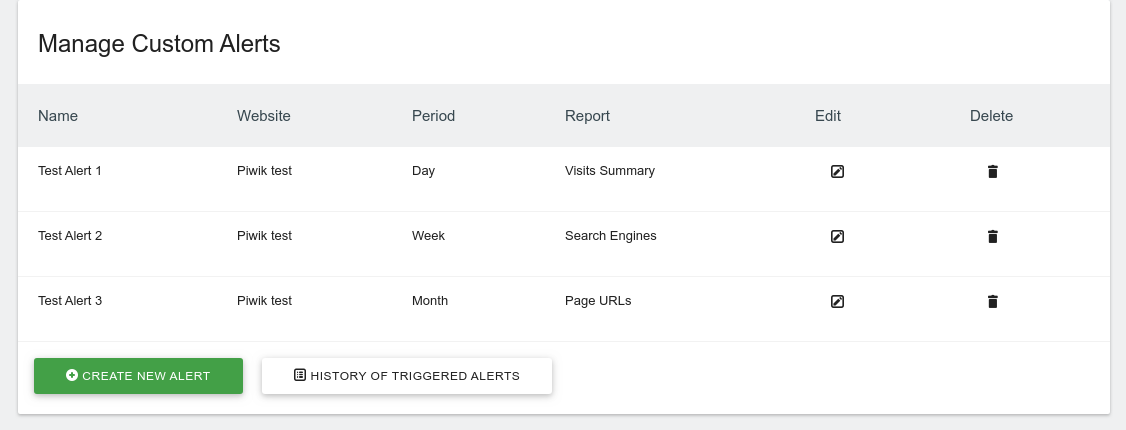 Manage Custom Alerts
Name Website Period Report Edit Delete
Test Alert 1 Piwik test Day Visits Summary
Test Alert 2 Piwik test Week Search Engines
Test Alert 3 Piwik test Month Page URLs
CREATE NEW ALERT HISTORY OF TRIGGERED ALERTS